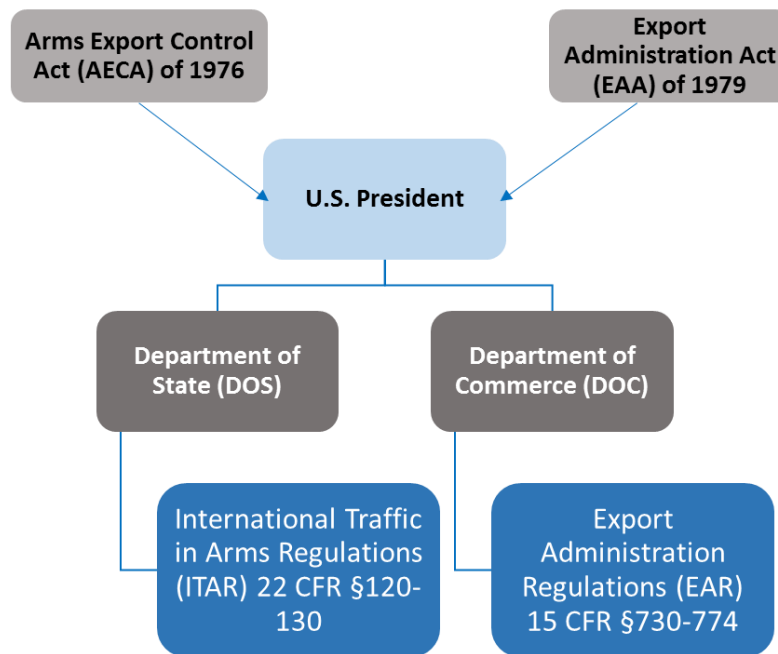 Arms Export Control
Act (AECA) of 1976
Export
Administration Act
(EAA) of 1979
U.S. President
Department of
State (DOS)
Department of
Commerce (DOC)
International Traffic
in Arms Regulations
(ITAR) 22 CFR §120-
130
Export
Administration
Regulations (EAR)
15 CFR §730-774